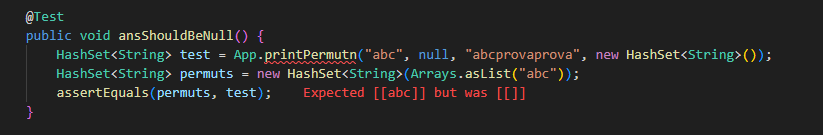 @Test
public void ansShouldBeNull() {
HashSet<String> test = App.printPermutn("abc", null, "abcprovaprova", new HashSet<String>());
HashSet<String> permuts = new HashSet<String>(Arrays.asList("abc"));
assertEquals(permuts, test); Expected [[abc]] but was [[]]
}